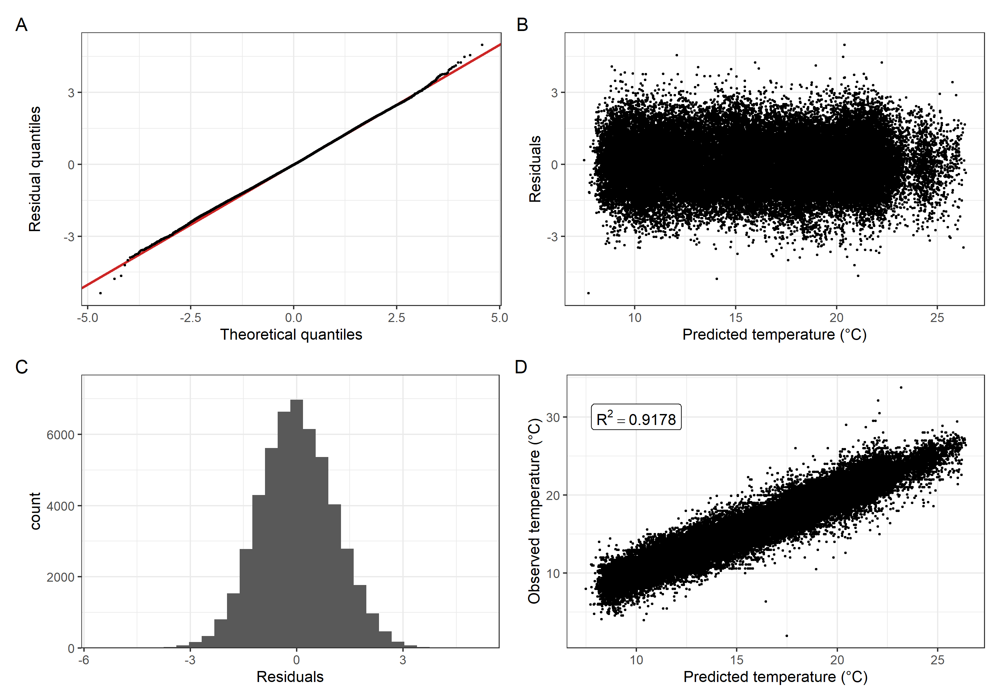 A
Residual quantiles
3
0
-3
-5.0 -2.5 0.0 2.5 5.0
Theoretical quantiles
B
Residuals
3
0
-3
10 15 20 25
Predicted temperature (°C)
C
count
6000
4000
2000
0
-6 -3 0 3
Residuals
D
Observed temperature (°C)
30
20
10
R² = 0.9178
10 15 20 25
Predicted temperature (°C)